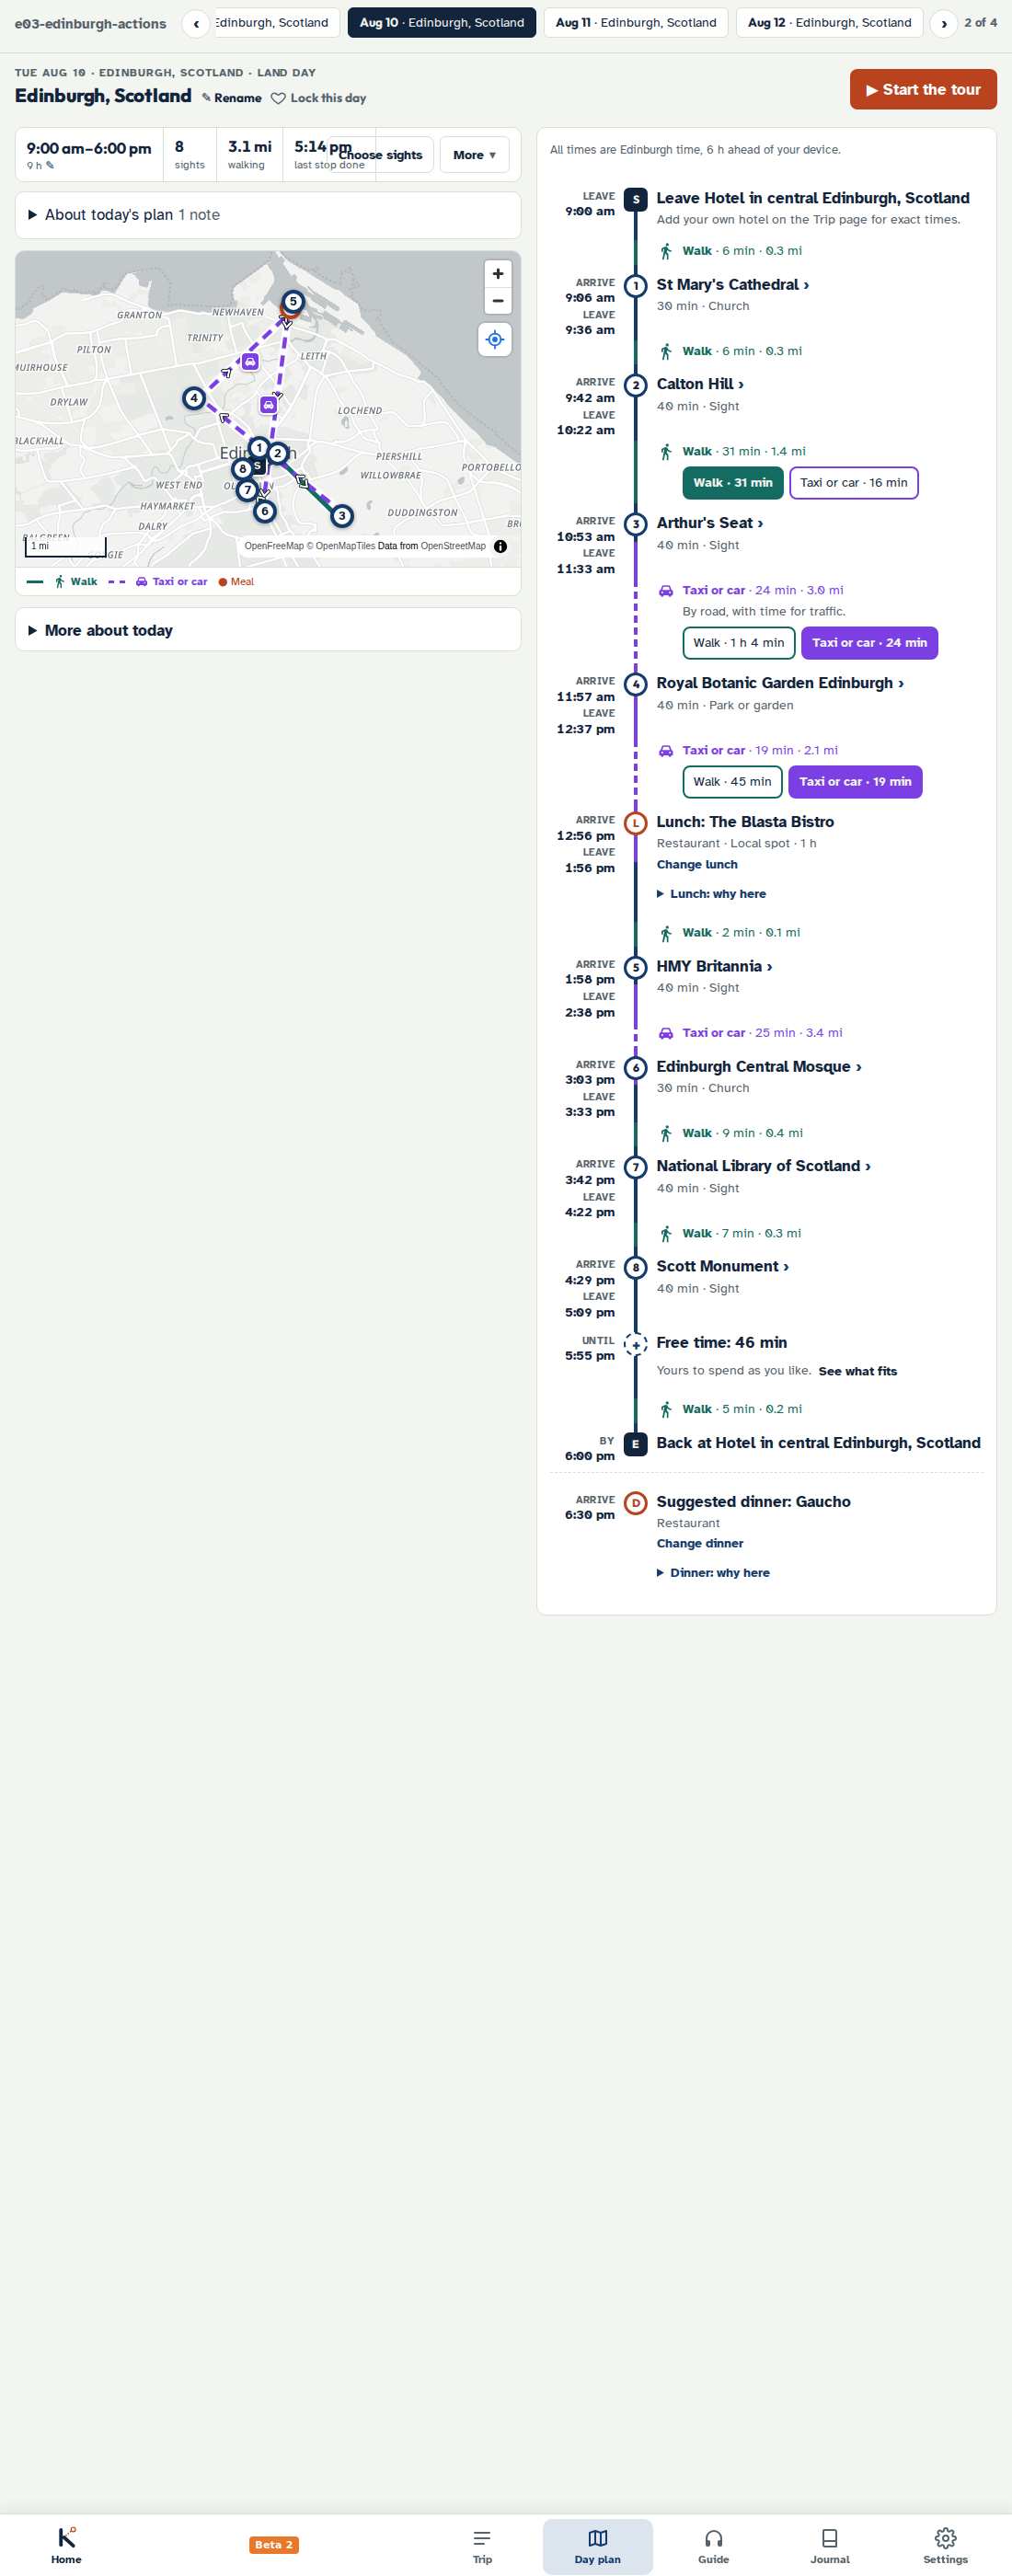 e03-edinburgh-actions
‹
Edinburgh, Scotland
Aug 10 · Edinburgh, Scotland
Aug 11 · Edinburgh, Scotland
Aug 12 · Edinburgh, Scotland
›
2 of 4
TUE AUG 10 · EDINBURGH, SCOTLAND · LAND DAY
Edinburgh, Scotland
✎ Rename
Lock this day
▶ Start the tour
9:00 am–6:00 pm
9 h ✎
8
sights
3.1 mi
walking
5:14 pm
last stop done
Choose sights
More ▾
▶ About today's plan 1 note
GRANTON
NEWHAVEN
5
TRINITY
PILTON
LEITH
MUIRHOUSE
DRYLAW
4
LOCHEND
BLACKHALL
1
2
PIERSHILL
PORTOBELLO
8
S
WILLOWBRAE
WEST END
7
HAYMARKET
6
3
DUDDINGSTON
DALRY
+
−
1 mi
OpenFreeMap © OpenMapTiles Data from OpenStreetMap
Walk
Taxi or car
Meal
▶ More about today
All times are Edinburgh time, 6 h ahead of your device.
LEAVE
9:00 am
S
Leave Hotel in central Edinburgh, Scotland
Add your own hotel on the Trip page for exact times.
Walk · 6 min · 0.3 mi
ARRIVE
9:06 am
LEAVE
9:36 am
1
St Mary's Cathedral ›
30 min · Church
Walk · 6 min · 0.3 mi
ARRIVE
9:42 am
LEAVE
10:22 am
2
Calton Hill ›
40 min · Sight
Walk · 31 min · 1.4 mi
Walk · 31 min
Taxi or car · 16 min
ARRIVE
10:53 am
LEAVE
11:33 am
3
Arthur's Seat ›
40 min · Sight
Taxi or car · 24 min · 3.0 mi
By road, with time for traffic.
Walk · 1 h 4 min
Taxi or car · 24 min
ARRIVE
11:57 am
LEAVE
12:37 pm
4
Royal Botanic Garden Edinburgh ›
40 min · Park or garden
Taxi or car · 19 min · 2.1 mi
Walk · 45 min
Taxi or car · 19 min
ARRIVE
12:56 pm
LEAVE
1:56 pm
L
Lunch: The Blasta Bistro
Restaurant · Local spot · 1 h
Change lunch
▶ Lunch: why here
Walk · 2 min · 0.1 mi
ARRIVE
1:58 pm
LEAVE
2:38 pm
5
HMY Britannia ›
40 min · Sight
Taxi or car · 25 min · 3.4 mi
ARRIVE
3:03 pm
LEAVE
3:33 pm
6
Edinburgh Central Mosque ›
30 min · Church
Walk · 9 min · 0.4 mi
ARRIVE
3:42 pm
LEAVE
4:22 pm
7
National Library of Scotland ›
40 min · Sight
Walk · 7 min · 0.3 mi
ARRIVE
4:29 pm
LEAVE
5:09 pm
8
Scott Monument ›
40 min · Sight
UNTIL
5:55 pm
+
Free time: 46 min
Yours to spend as you like. See what fits
Walk · 5 min · 0.2 mi
BY
6:00 pm
E
Back at Hotel in central Edinburgh, Scotland
ARRIVE
6:30 pm
D
Suggested dinner: Gaucho
Restaurant
Change dinner
▶ Dinner: why here
Home
Beta 2
Trip
Day plan
Guide
Journal
Settings